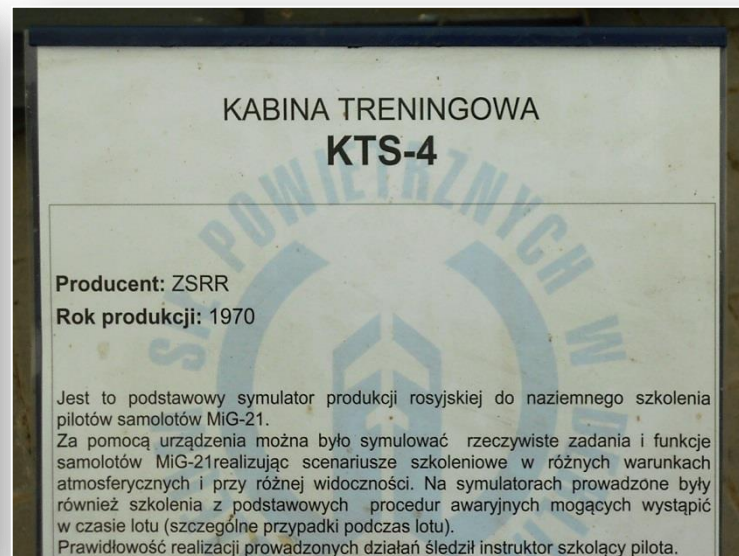 KABINA TRENINGOWA
KTS-4
Producent: ZSRR
Rok produkcji: 1970
Jest to podstawowy symulator produkcji rosyjskiej do naziemnego szkolenia
pilotów samolotów MiG-21.
Za pomocą urządzenia można było symulować rzeczywiste zadania i funkcje
samolotów MiG-21realizując scenariusze szkoleniowe w różnych warunkach
atmosferycznych i przy różnej widoczności. Na symulatorach prowadzone były
również szkolenia z podstawowych procedur awaryjnych mogących wystąpić
w czasie lotu (szczególne przypadki podczas lotu).
Prawidłowość realizacji prowadzonych działań śledził instruktor szkolący pilota.
SIŁ POWIETRZNYCH W